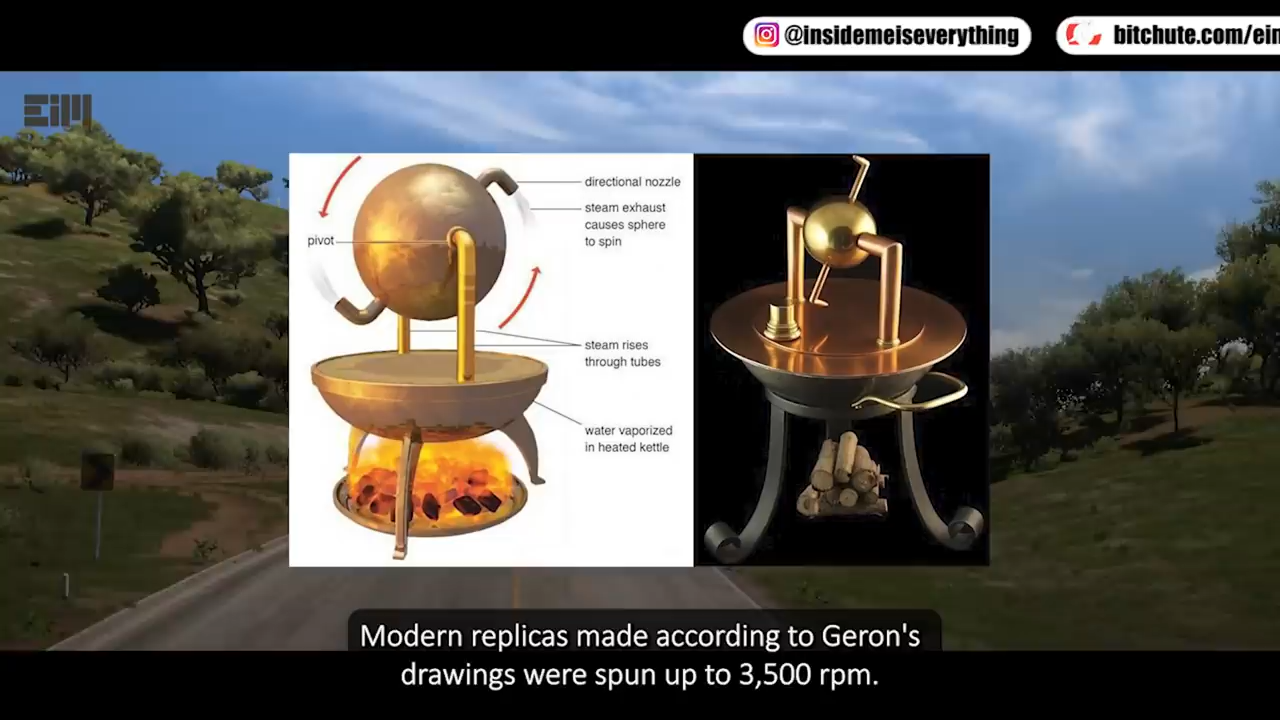 @insidemeiseverything
bitchute.com/ein
EIM
directional nozzle
steam exhaust
causes sphere
to spin
pivot
steam rises
through tubes
water vaporized
in heated kettle
Modern replicas made according to Geron's
drawings were spun up to 3,500 rpm.